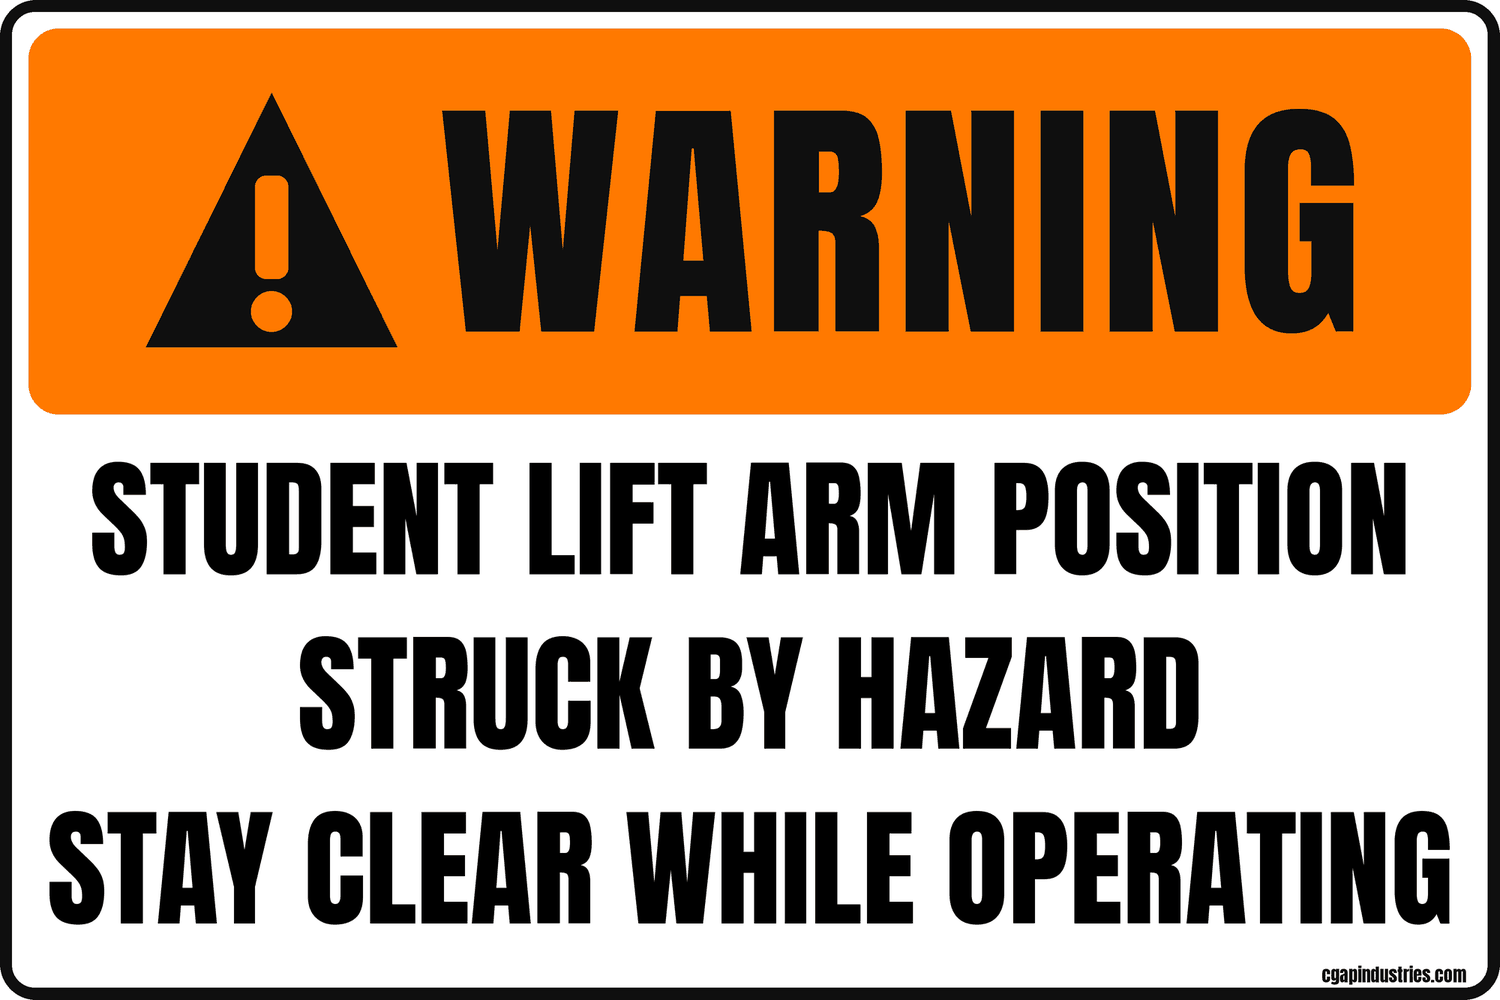 WARNING
STUDENT LIFT ARM POSITION
STRUCK BY HAZARD
STAY CLEAR WHILE OPERATING
cgapindustries.com